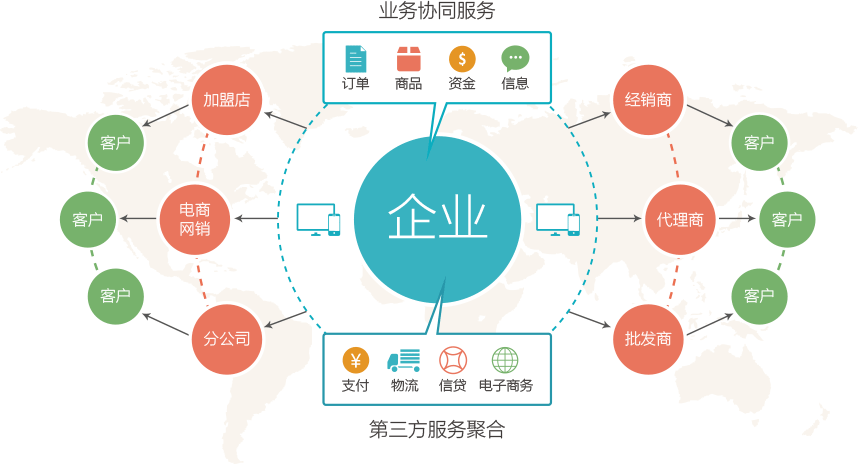 业务协同服务
订单 商品 资金 信息
加盟店
经销商
客户
客户
企业
客户
电商
网销
代理商
客户
客户
分公司
批发商
客户
¥
支付 物流 信贷 电子商务
第三方服务聚合